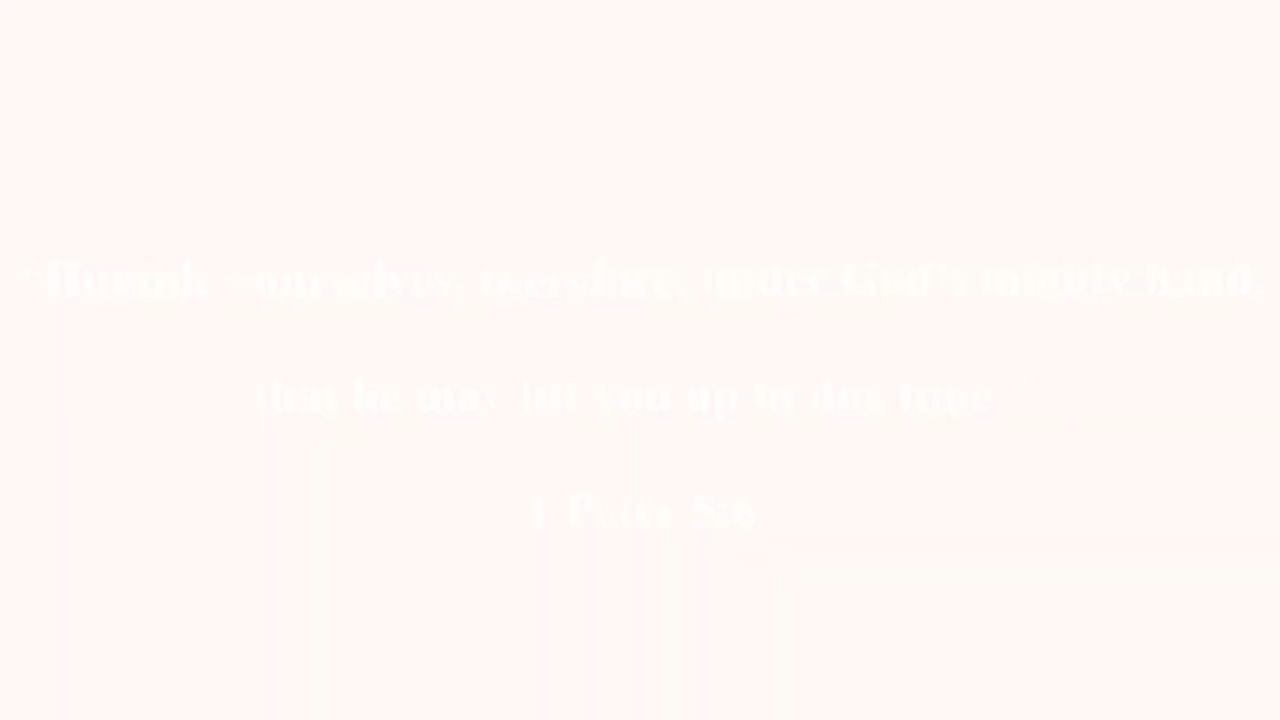 "Humble yourselves, therefore, under God's mighty hand,
that he may lift you up in due time."
1 Peter 5:6